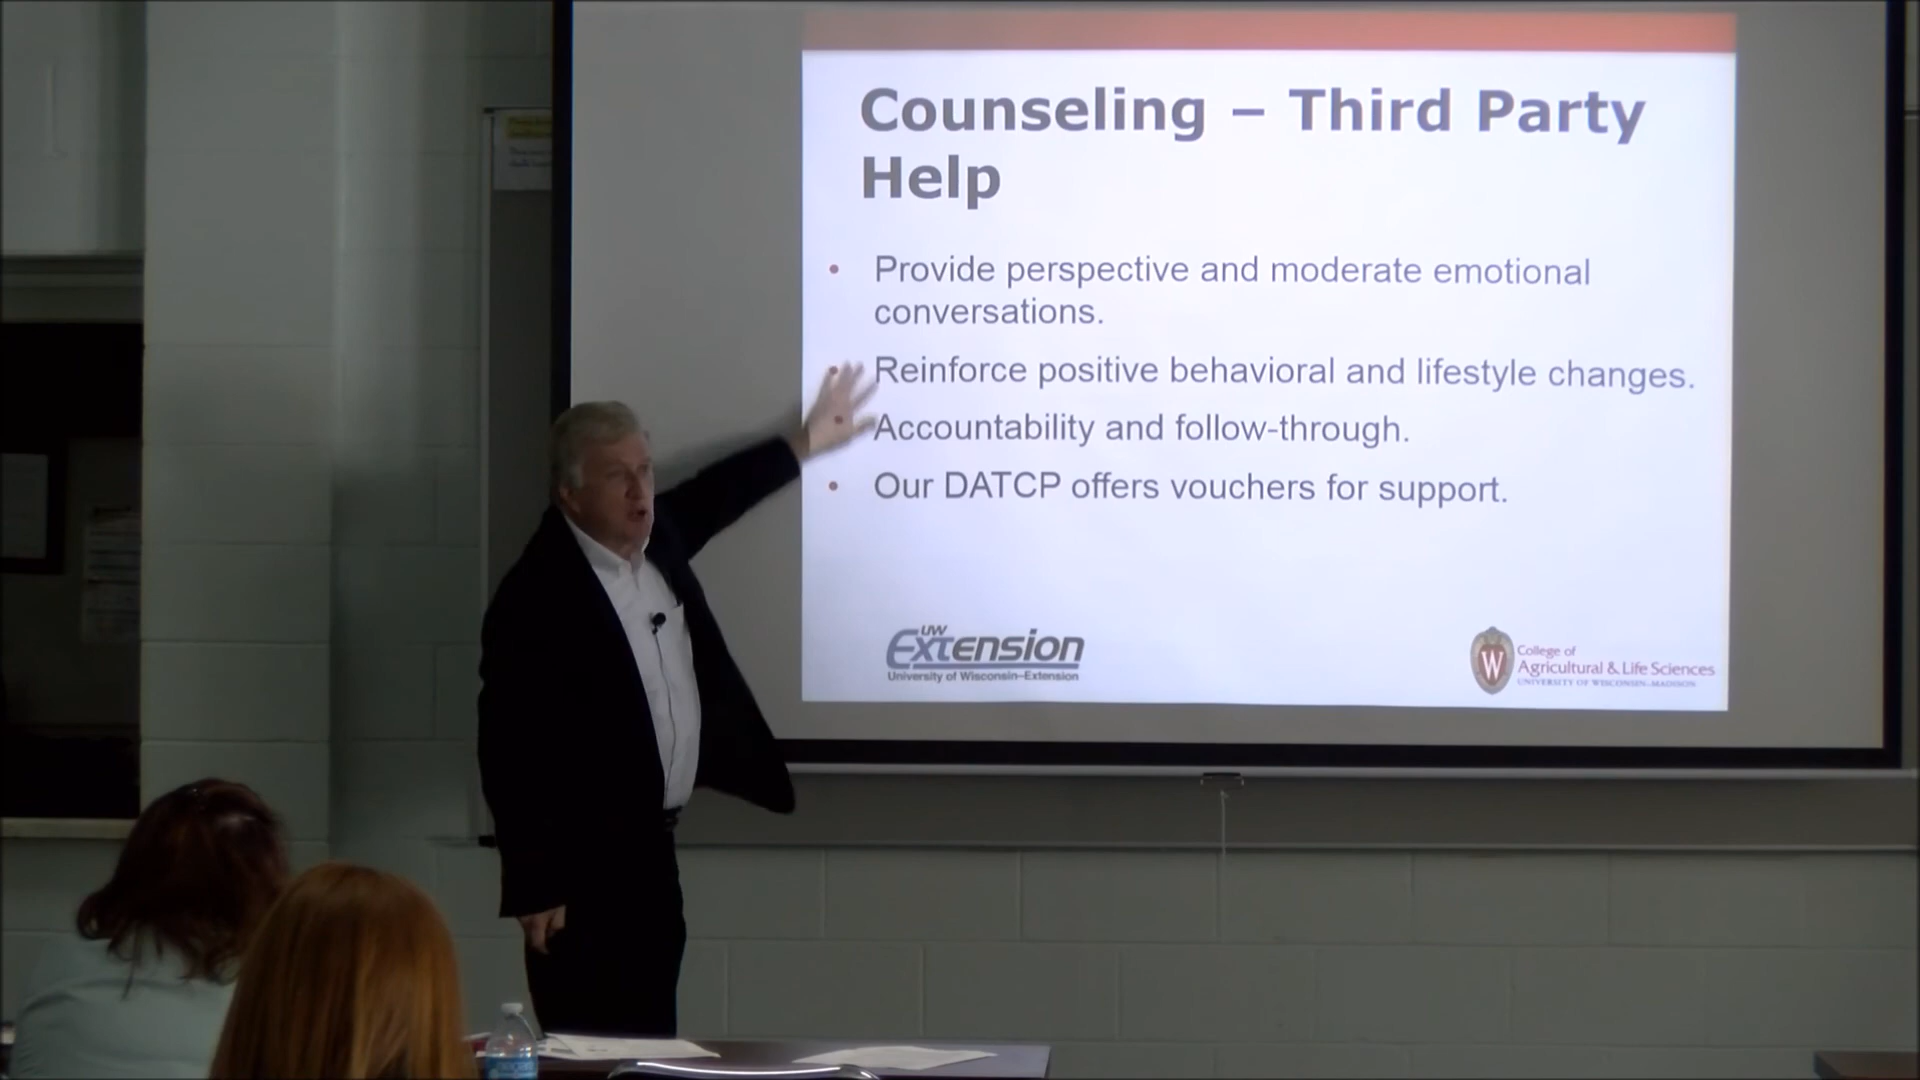 Counseling – Third Party
Help
• Provide perspective and moderate emotional
conversations.
• Reinforce positive behavioral and lifestyle changes.
• Accountability and follow-through.
• Our DATCP offers vouchers for support.
UW
Extension
University of Wisconsin–Extension
W
College of
Agricultural & Life Sciences
UNIVERSITY OF WISCONSIN–MADISON